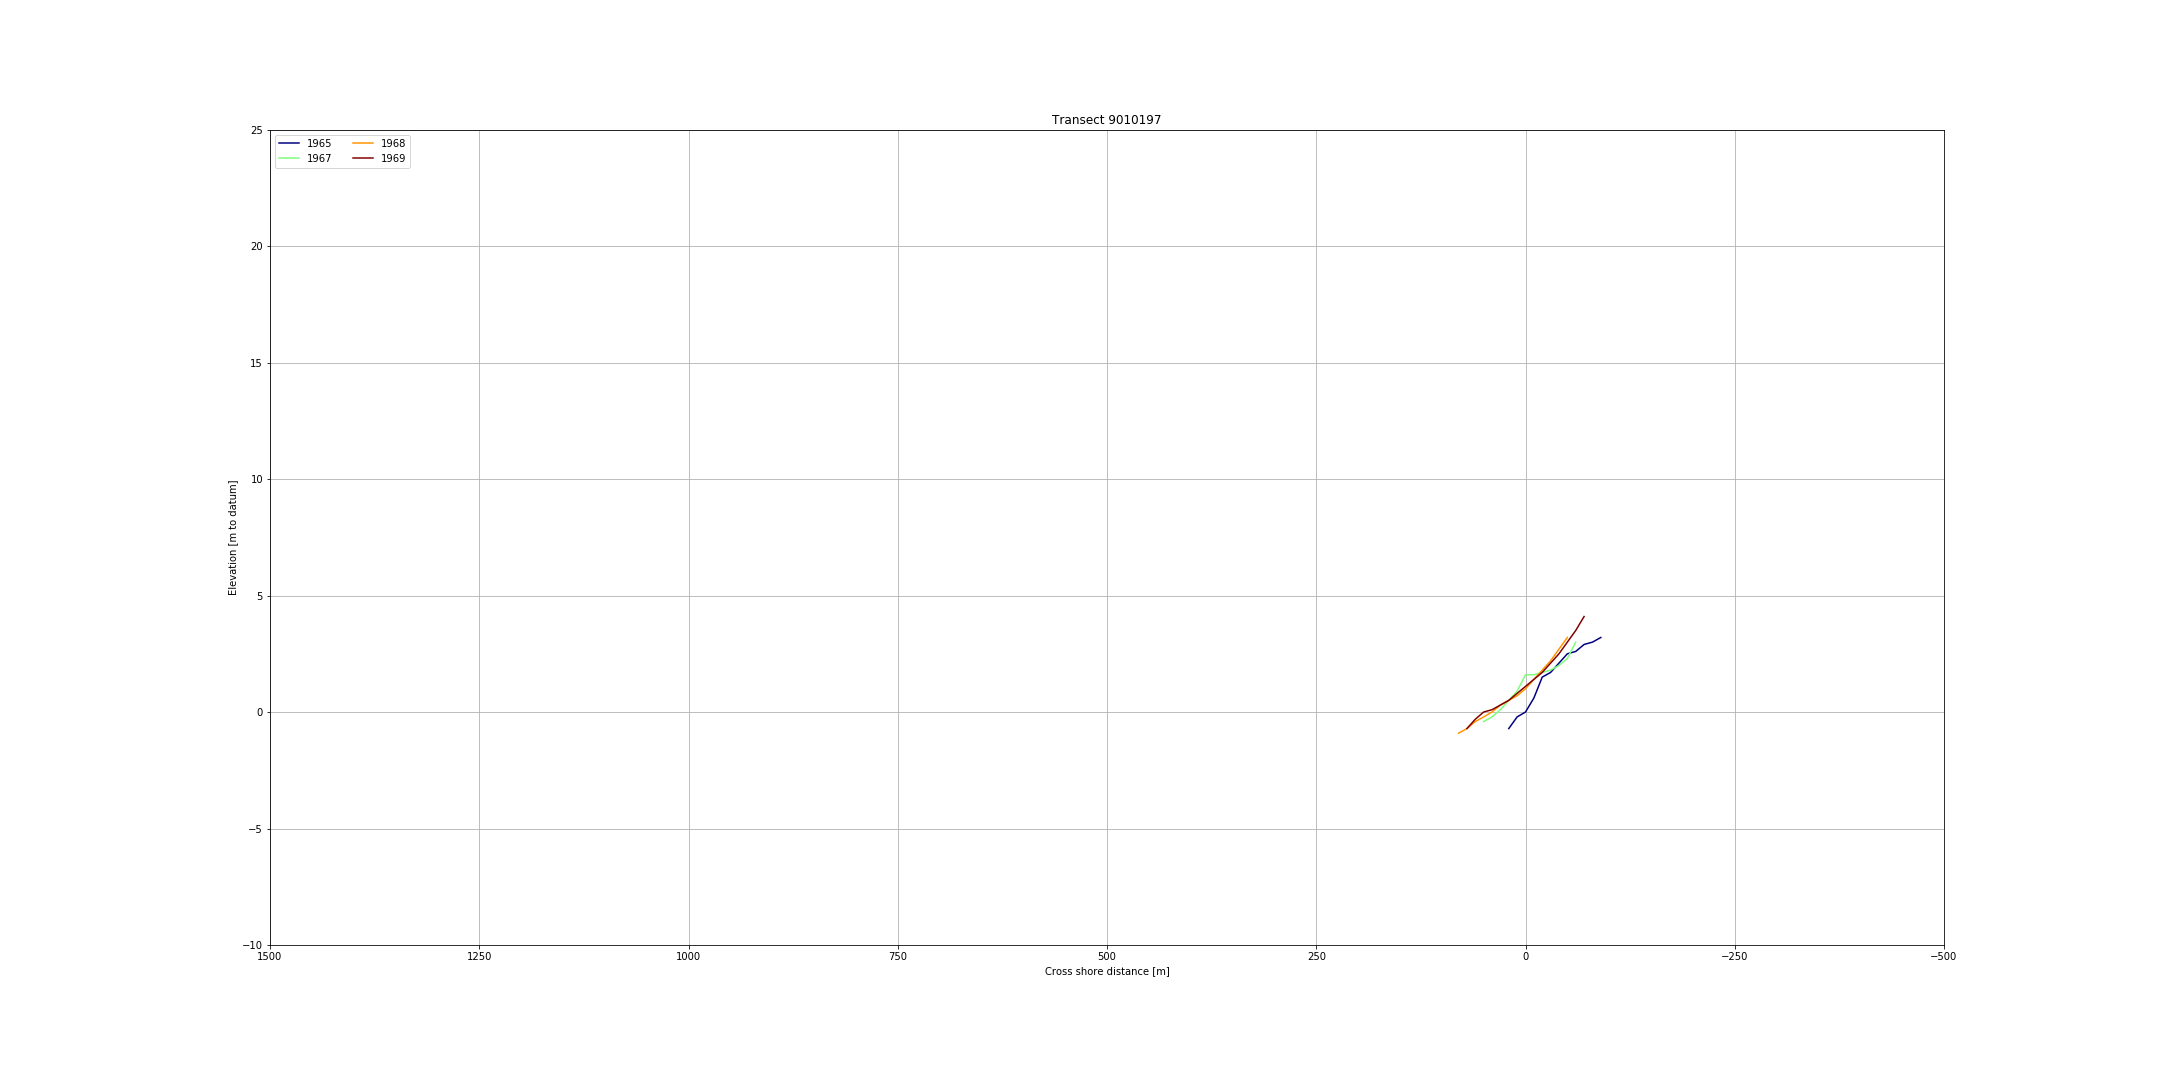 Transect 9010197
1965 1968
1967 1969
25
20
15
10
5
0
−5
−10
Elevation [m to datum]
1500 1250 1000 750 500 250 0 −250 −500
Cross shore distance [m]